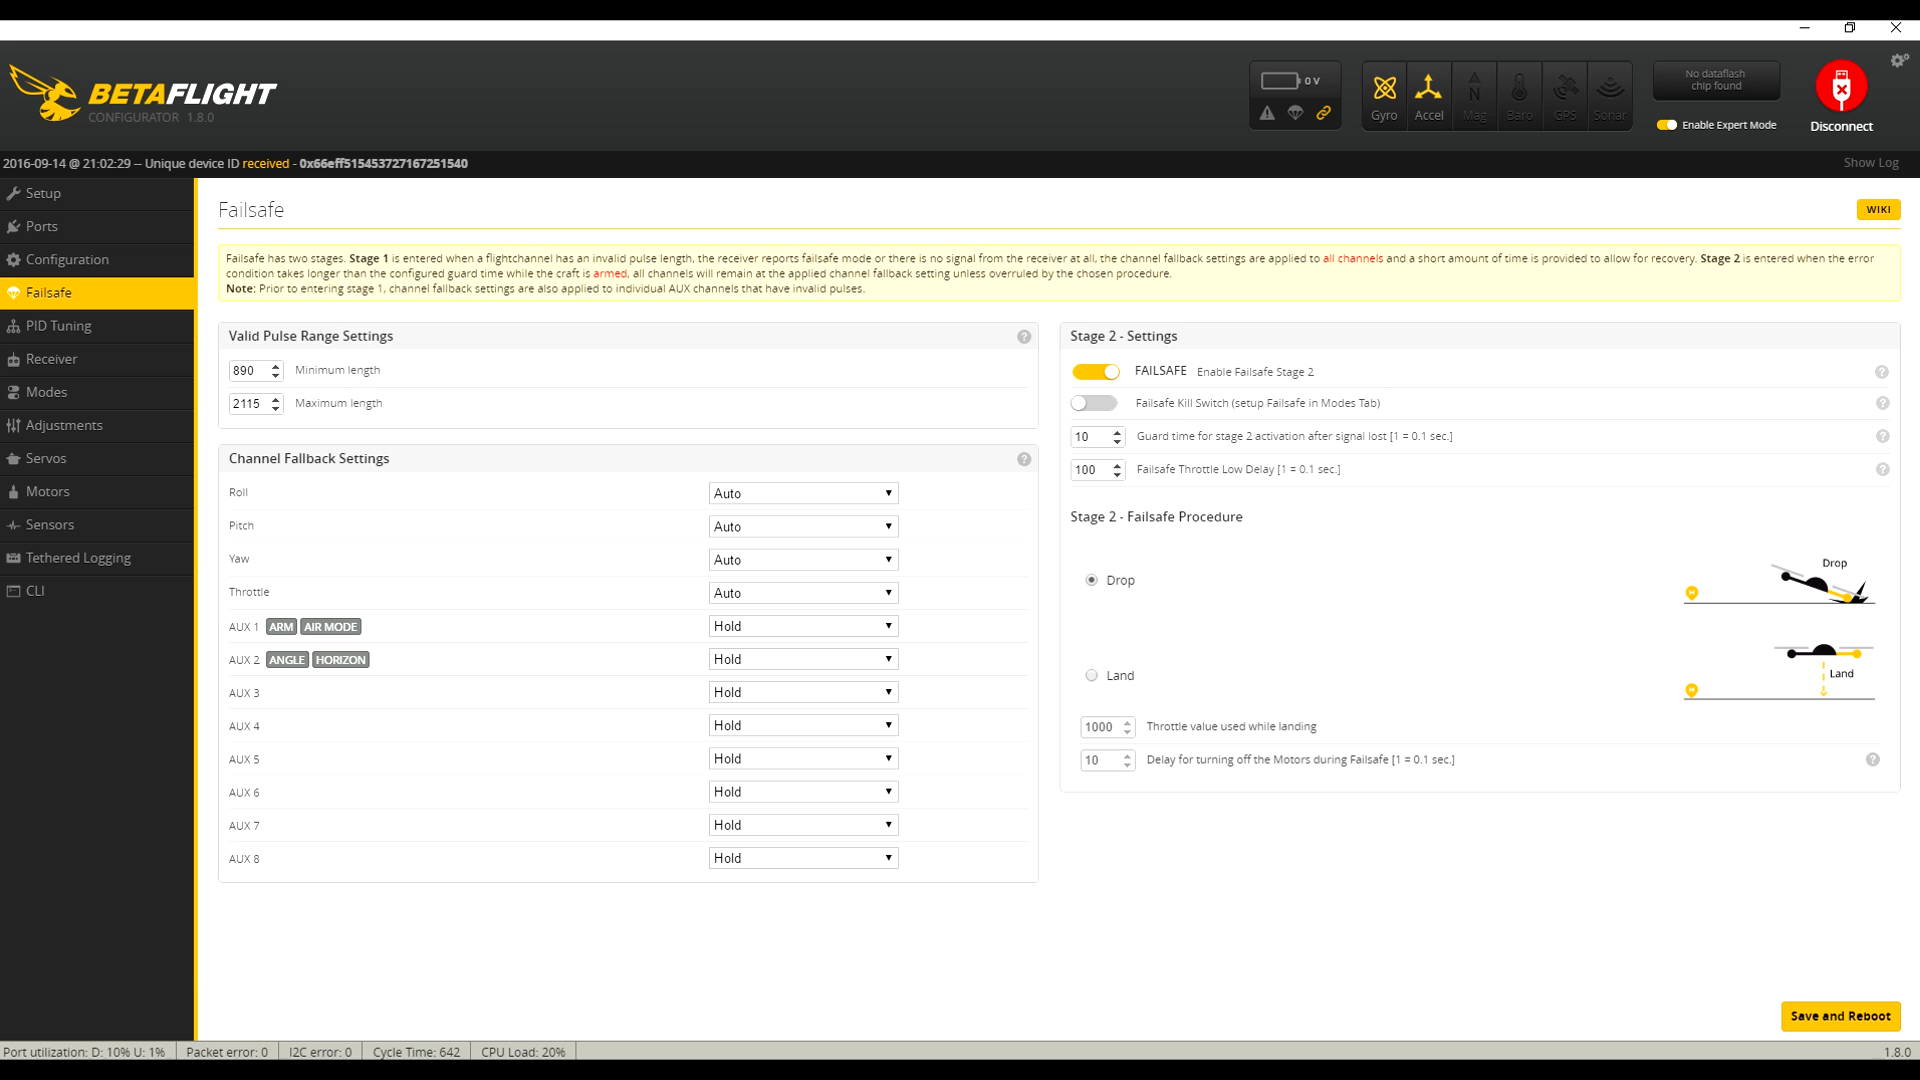 BETAFLIGHT
CONFIGURATOR 1.8.0
0 V
Gyro
Accel
Mag
Baro
GPS
Sonar
No dataflash
chip found
Enable Expert Mode
Disconnect
2016-09-14 @ 21:02:29 -- Unique device ID received - 0x66eff515453727167251540
Show Log
Setup
Ports
Configuration
Failsafe
PID Tuning
Receiver
Modes
Adjustments
Servos
Motors
Sensors
Tethered Logging
CLI
Failsafe
WIKI
Failsafe has two stages. Stage 1 is entered when a flightchannel has an invalid pulse length, the receiver reports failsafe mode or there is no signal from the receiver at all, the channel fallback settings are applied to all channels and a short amount of time is provided to allow for recovery. Stage 2 is entered when the error
condition takes longer than the configured guard time while the craft is armed, all channels will remain at the applied channel fallback setting unless overruled by the chosen procedure.
Note: Prior to entering stage 1, channel fallback settings are also applied to individual AUX channels that have invalid pulses.
Valid Pulse Range Settings
890 Minimum length
2115 Maximum length
Channel Fallback Settings
Roll Auto
Pitch Auto
Yaw Auto
Throttle Auto
AUX 1 ARM AIR MODE Hold
AUX 2 ANGLE HORIZON Hold
AUX 3 Hold
AUX 4 Hold
AUX 5 Hold
AUX 6 Hold
AUX 7 Hold
AUX 8 Hold
Stage 2 - Settings
FAILSAFE Enable Failsafe Stage 2
Failsafe Kill Switch (setup Failsafe in Modes Tab)
10 Guard time for stage 2 activation after signal lost [1 = 0.1 sec.]
100 Failsafe Throttle Low Delay [1 = 0.1 sec.]
Stage 2 - Failsafe Procedure
Drop
Drop
Land
Land
1000 Throttle value used while landing
10 Delay for turning off the Motors during Failsafe [1 = 0.1 sec.]
Save and Reboot
Port utilization: D: 10% U: 1% Packet error: 0 I2C error: 0 Cycle Time: 642 CPU Load: 20% 1.8.0